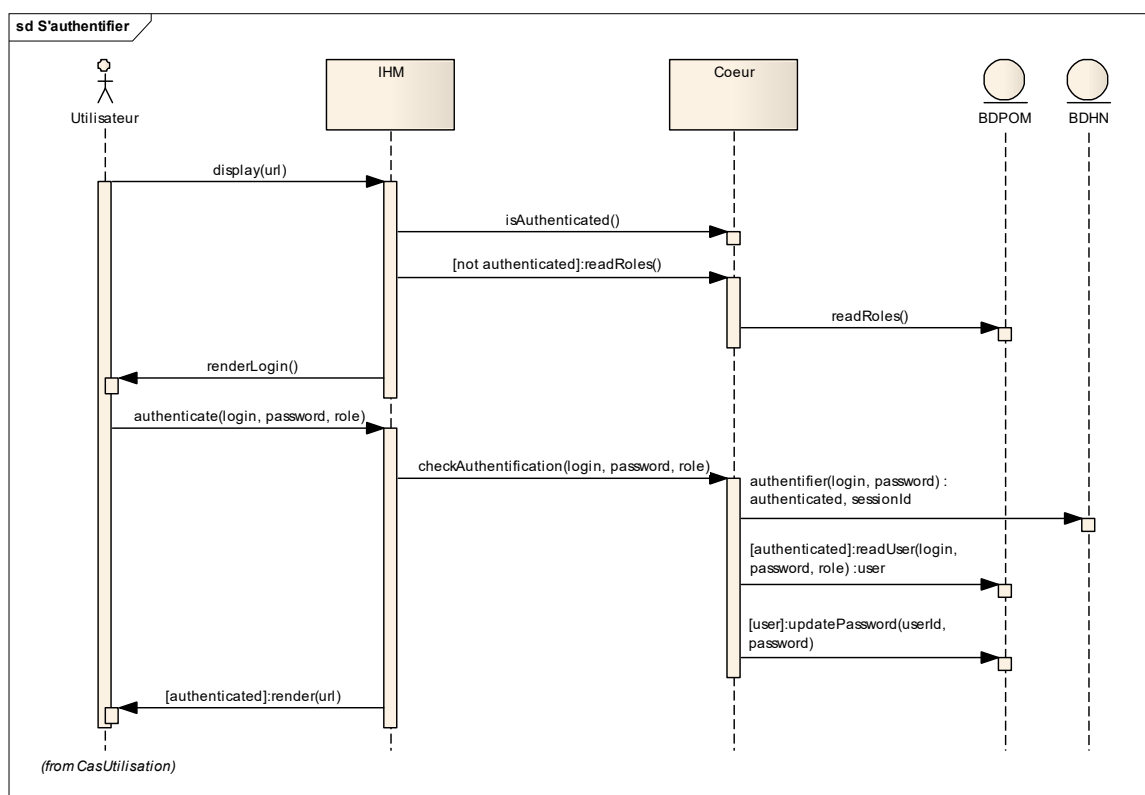 sd S'authentifier
Utilisateur
IHM
Coeur
BDPOM
BDHN
display(url)
isAuthenticated()
[not authenticated]:readRoles()
readRoles()
renderLogin()
authenticate(login, password, role)
checkAuthentification(login, password, role)
authentifier(login, password) :
authenticated, sessionId
[authenticated]:readUser(login,
password, role) :user
[user]:updatePassword(userId,
password)
[authenticated]:render(url)
(from CasUtilisation)